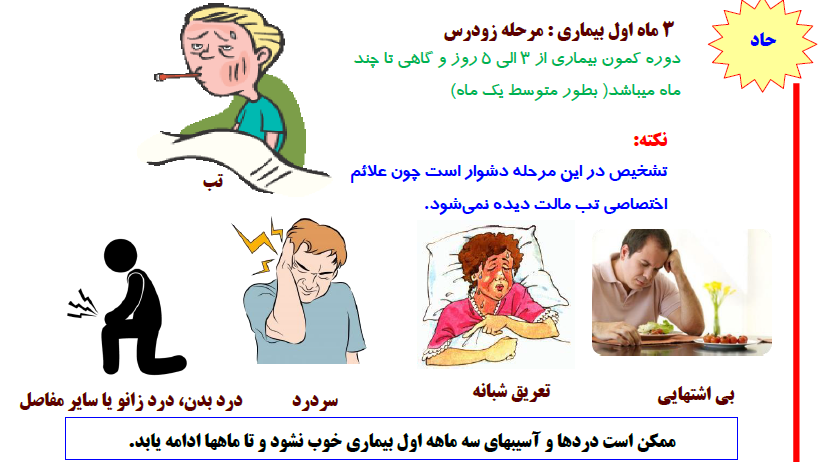 حاد
۳ ماه اول بیماری : مرحله زودرس
دوره کمون بیماری از ۳ الی ۵ روز و گاهی تا چند
ماه میباشد( بطور متوسط یک ماه)
نکته:
تشخیص در این مرحله دشوار است چون علائم
اختصاصی تب مالت دیده نمی‌شود.
تب
بی اشتهایی
تعریق شبانه
سردرد
درد بدن، درد زانو یا سایر مفاصل
ممکن است دردها و آسیبهای سه ماهه اول بیماری خوب نشود و تا ماهها ادامه یابد.